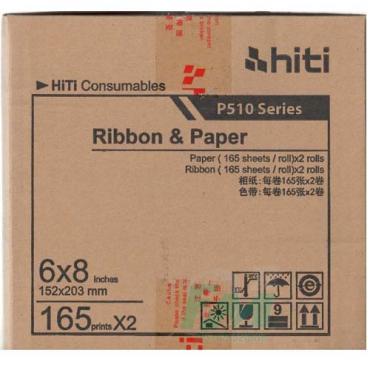 hiti
► HiTi Consumables
P510 Series
Ribbon & Paper
Paper ( 165 sheets / roll)x2 rolls
Ribbon ( 165 sheets / roll)x2 rolls
相纸: 每卷165张x2卷
色带: 每卷165张x2卷
6x8 Inches
152x203 mm
165 prints X2
9